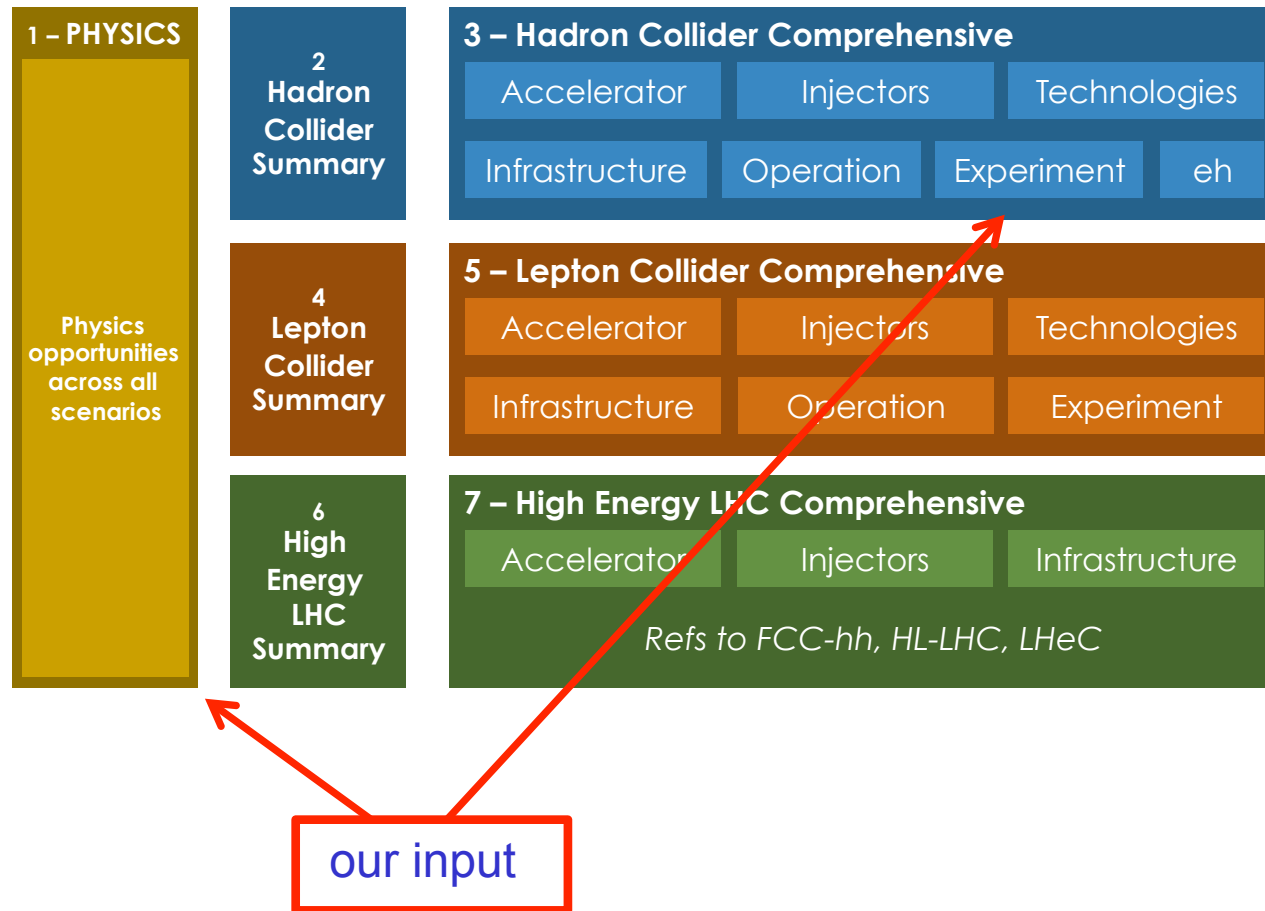 1 – PHYSICS
Physics
opportunities
across all
scenarios
2
Hadron
Collider
Summary
3 – Hadron Collider Comprehensive
Accelerator
Injectors
Technologies
Infrastructure
Operation
Experiment
eh
4
Lepton
Collider
Summary
5 – Lepton Collider Comprehensive
Accelerator
Injectors
Technologies
Infrastructure
Operation
Experiment
6
High
Energy
LHC
Summary
7 – High Energy LHC Comprehensive
Accelerator
Injectors
Infrastructure
Refs to FCC-hh, HL-LHC, LHeC
our input